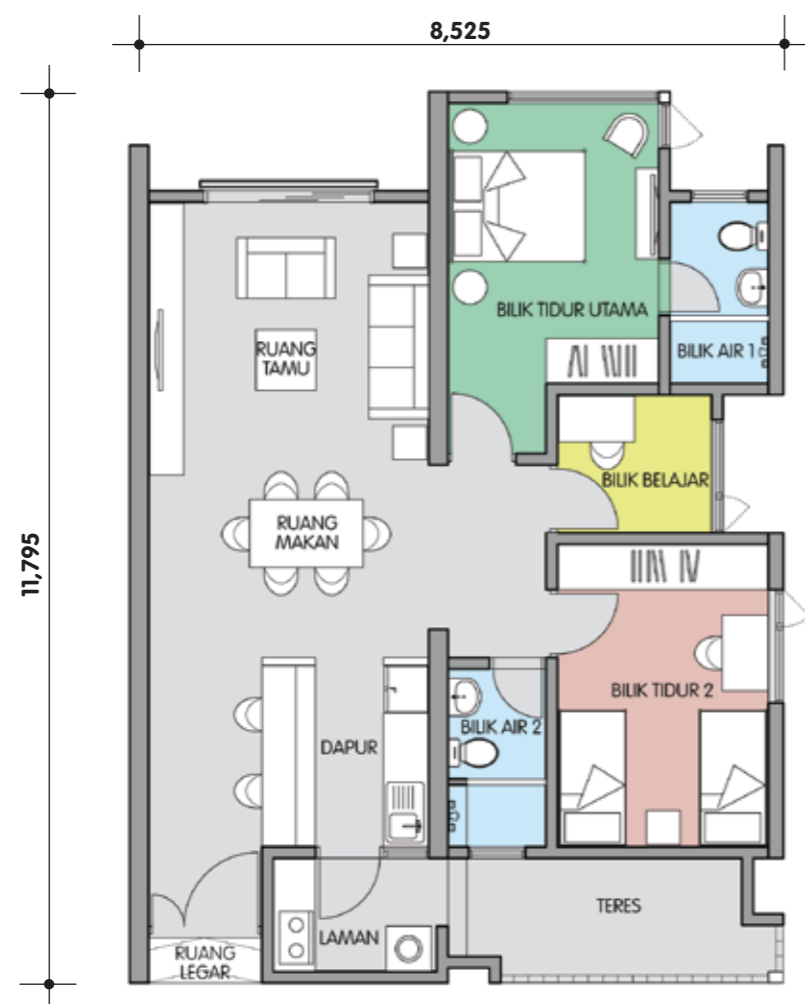 8,525
11,795
BILIK TIDUR UTAMA
BILIK AIR 1
RUANG
TAMU
BILIK BELAJAR
RUANG
MAKAN
BILIK TIDUR 2
BILIK AIR 2
DAPUR
TERES
LAMAN
RUANG
LEGAR